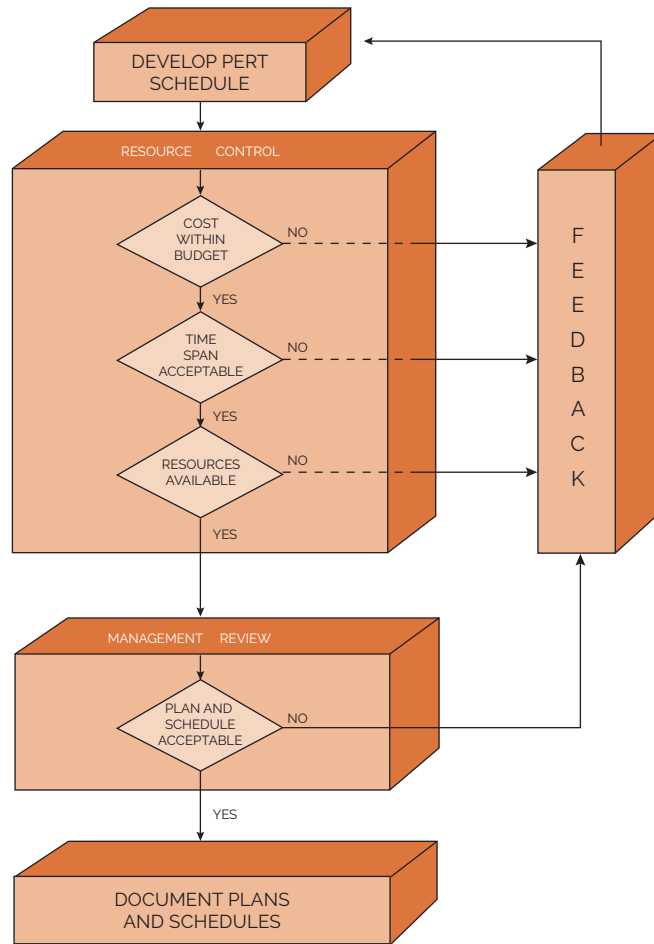 DEVELOP PERT
SCHEDULE
RESOURCE CONTROL
COST
WITHIN
BUDGET
NO
YES
TIME
SPAN
ACCEPTABLE
NO
YES
RESOURCES
AVAILABLE
NO
YES
F
E
E
D
B
A
C
K
MANAGEMENT REVIEW
PLAN AND
SCHEDULE
ACCEPTABLE
NO
YES
DOCUMENT PLANS
AND SCHEDULES